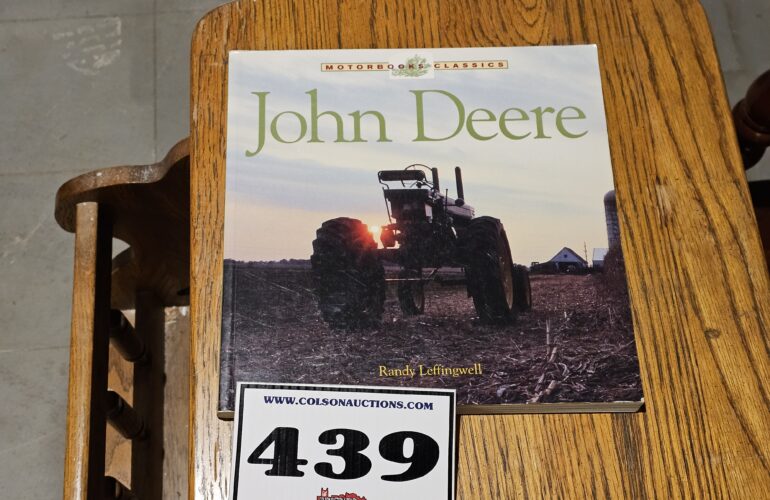 MOTORBOOKS CLASSICS
John Deere
Randy Leffingwell
WWW.COLSONAUCTIONS.COM
439